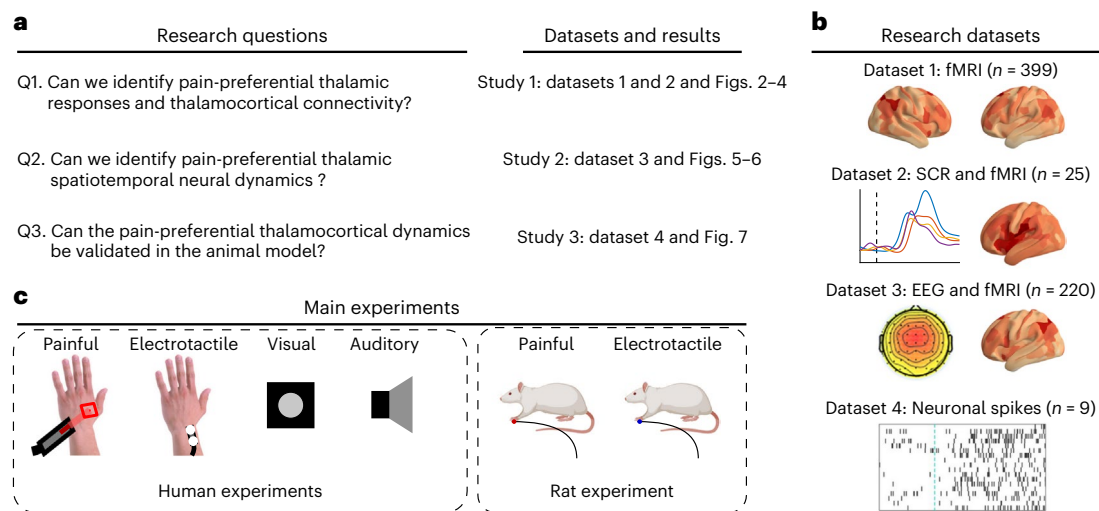 a
Research questions
Datasets and results
Q1. Can we identify pain-preferential thalamic
responses and thalamocortical connectivity?
Study 1: datasets 1 and 2 and Figs. 2–4
Q2. Can we identify pain-preferential thalamic
spatiotemporal neural dynamics ?
Study 2: dataset 3 and Figs. 5–6
Q3. Can the pain-preferential thalamocortical dynamics
be validated in the animal model?
Study 3: dataset 4 and Fig. 7
b
Research datasets
Dataset 1: fMRI (n = 399)
Dataset 2: SCR and fMRI (n = 25)
Dataset 3: EEG and fMRI (n = 220)
Dataset 4: Neuronal spikes (n = 9)
c
Main experiments
Painful Electrotactile Visual Auditory
Human experiments
Painful Electrotactile
Rat experiment